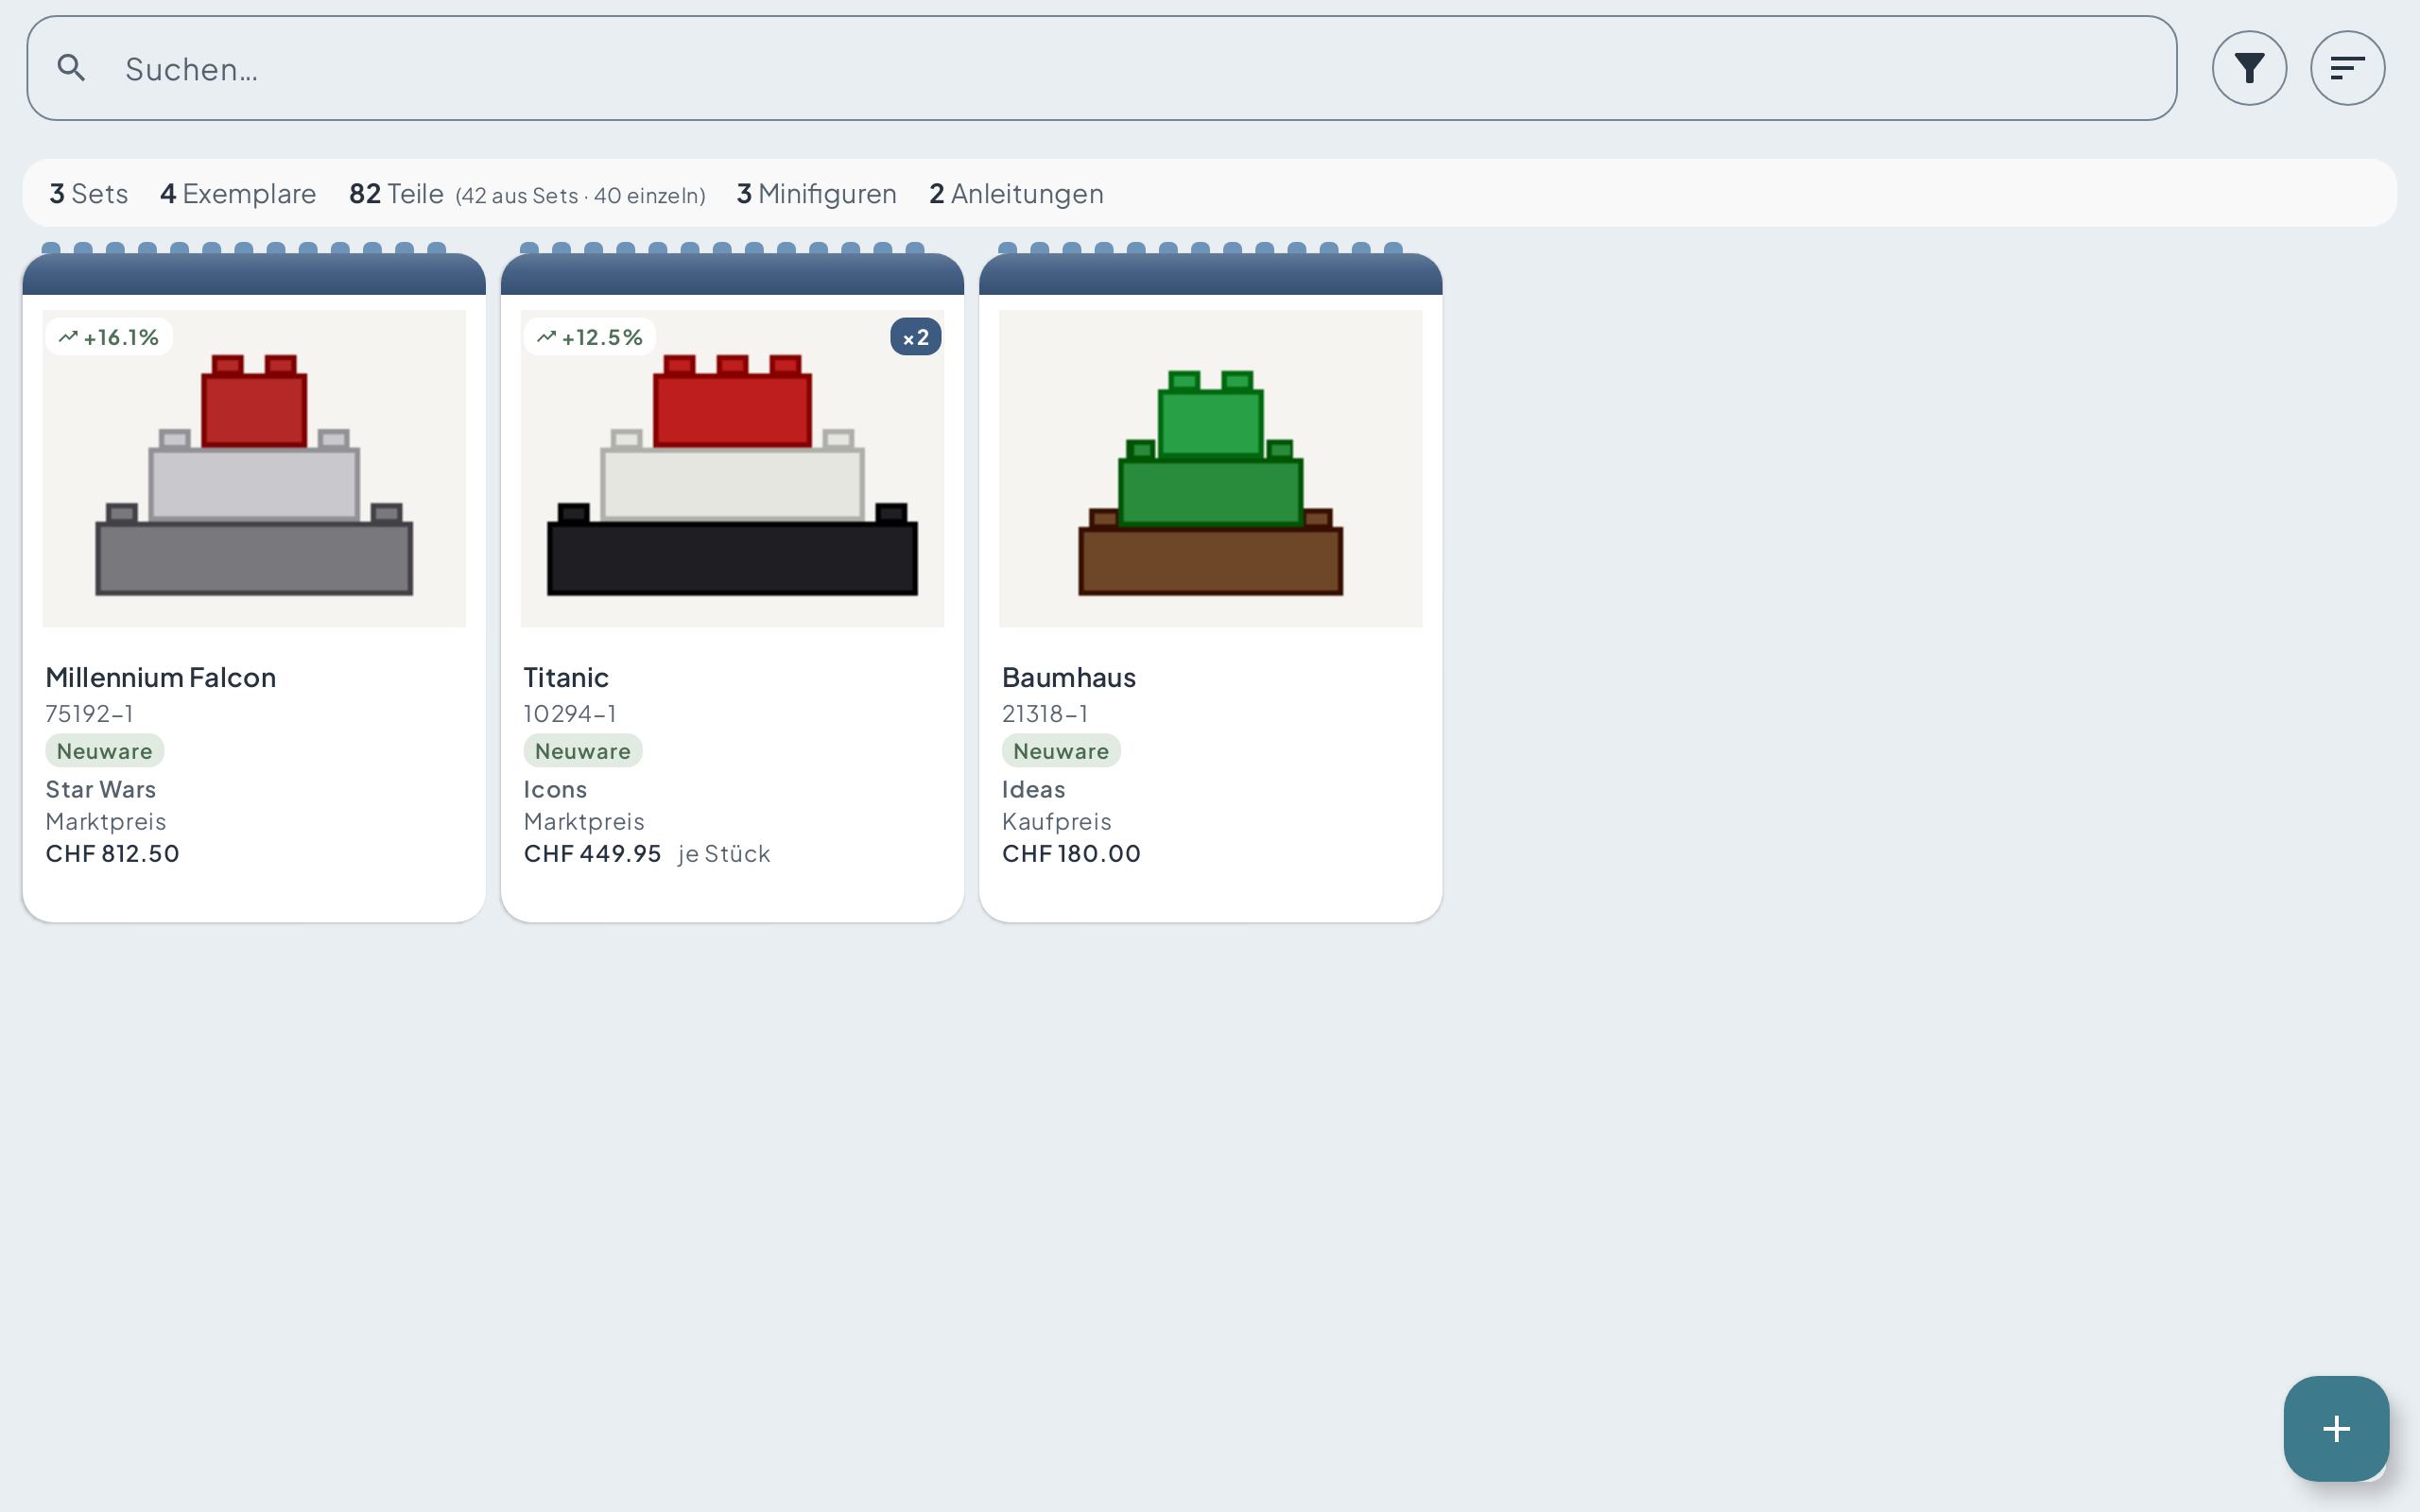 Suchen…
3 Sets 4 Exemplare 82 Teile (42 aus Sets · 40 einzeln) 3 Minifiguren 2 Anleitungen
+16.1%
Millennium Falcon
75192-1
Neuware
Star Wars
Marktpreis
CHF 812.50
+12.5% ×2
Titanic
10294-1
Neuware
Icons
Marktpreis
CHF 449.95 je Stück
Baumhaus
21318-1
Neuware
Ideas
Kaufpreis
CHF 180.00